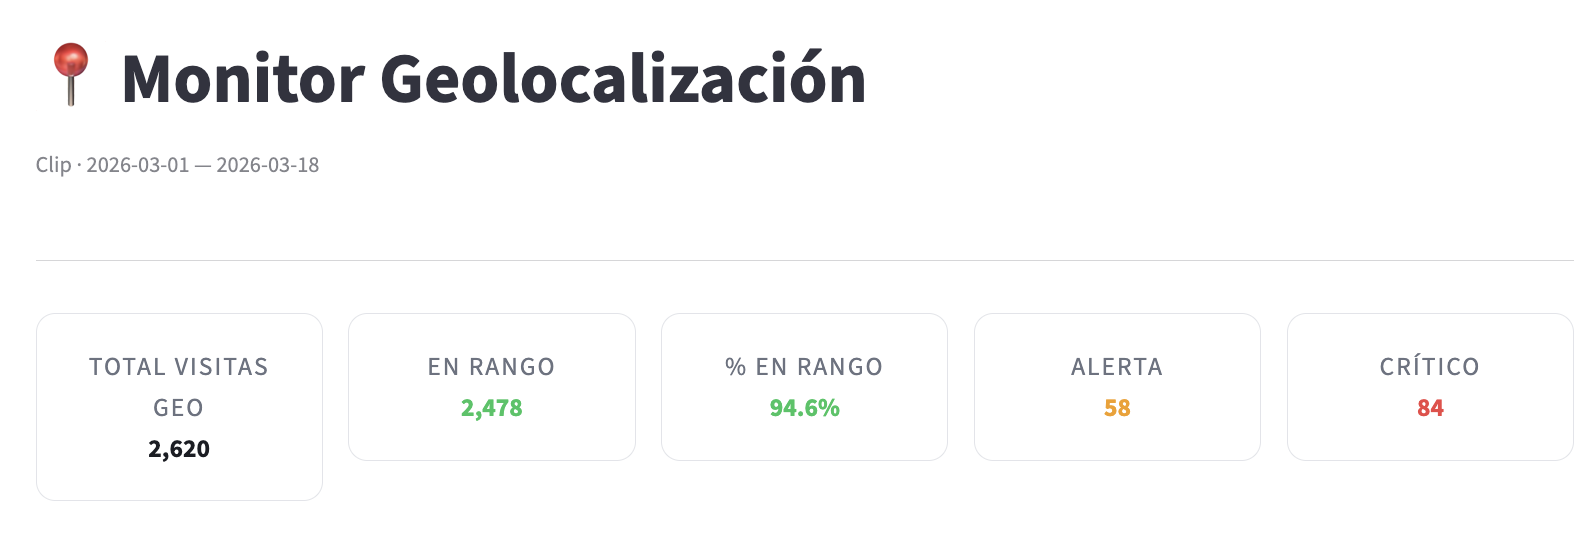 Monitor Geolocalización
Clip · 2026-03-01 — 2026-03-18
TOTAL VISITAS
GEO
2,620
EN RANGO
2,478
% EN RANGO
94.6%
ALERTA
58
CRÍTICO
84